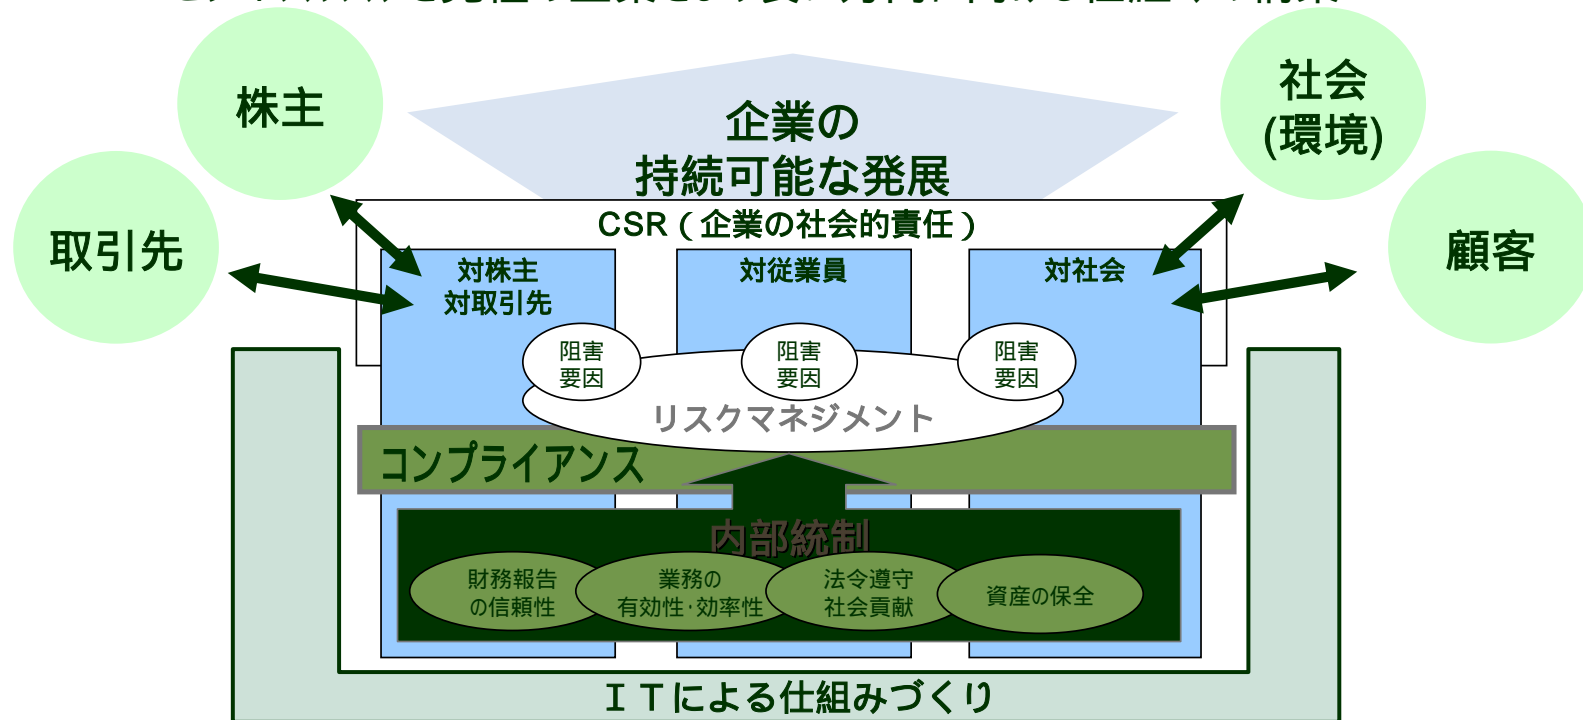 株主
社会
(環境)
取引先
顧客
企業の
持続可能な発展
CSR（企業の社会的責任）
対株主
対取引先
対従業員
対社会
阻害
要因
阻害
要因
阻害
要因
リスクマネジメント
コンプライアンス
内部統制
財務報告
の信頼性
業務の
有効性･効率性
法令遵守
社会貢献
資産の保全
ＩＴによる仕組みづくり